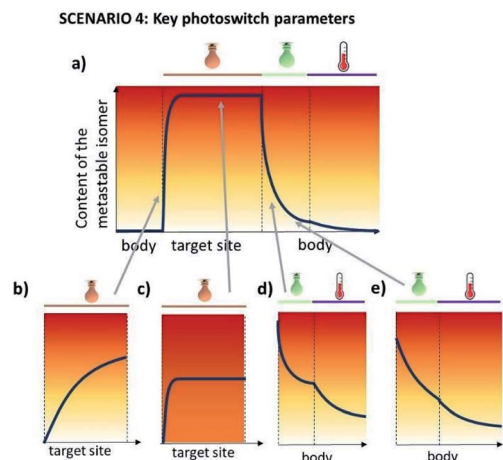 SCENARIO 4: Key photoswitch parameters
a)
Content of the
metastable isomer
body
target site
body
b)
c)
d)
e)
target site
target site
body
body